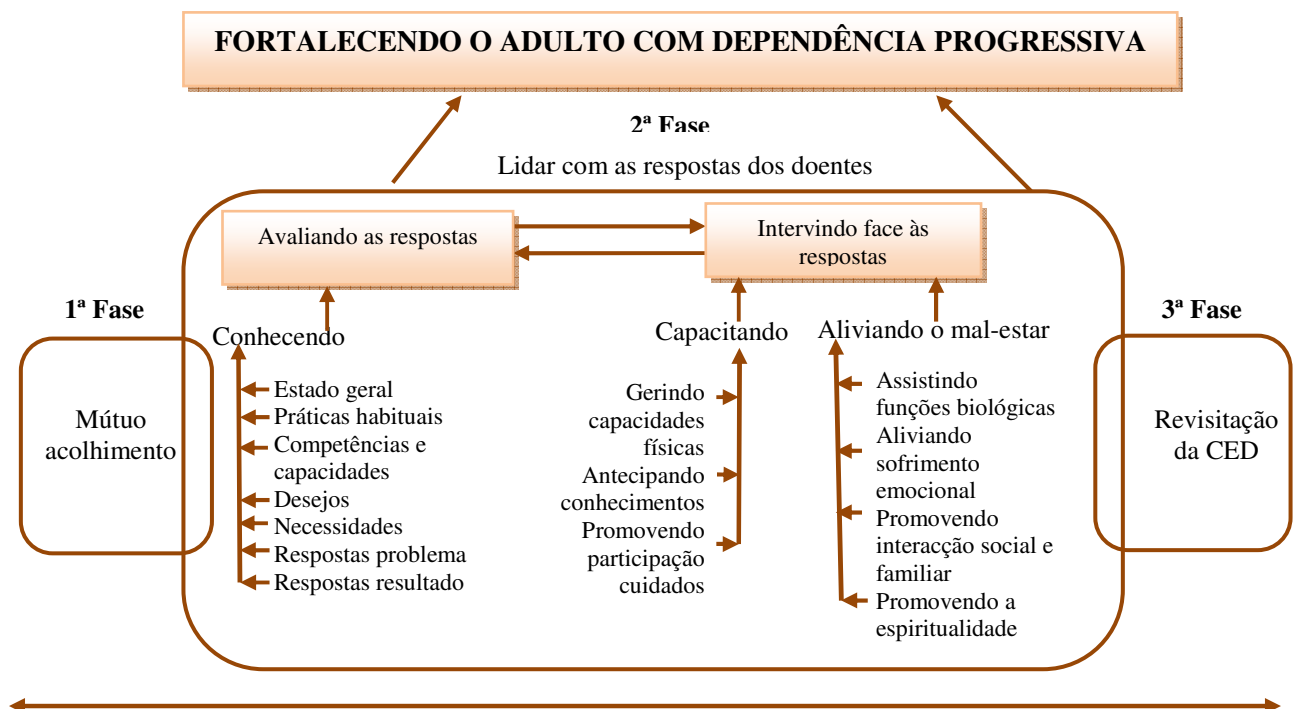 FORTALECENDO O ADULTO COM DEPENDÊNCIA PROGRESSIVA
2ª Fase
Lidar com as respostas dos doentes
Avaliando as respostas
Intervindo face às
respostas
1ª Fase
Mútuo
acolhimento
Conhecendo
Estado geral
Práticas habituais
Competências e
capacidades
Desejos
Necessidades
Respostas problema
Respostas resultado
Capacitando
Gerindo
capacidades
físicas
Antecipando
conhecimentos
Promovendo
participação
cuidados
Aliviando o mal-estar
Assistindo
funções biológicas
Aliviando
sofrimento
emocional
Promovendo
interacção social e
familiar
Promovendo a
espiritualidade
3ª Fase
Revisitação
da CED